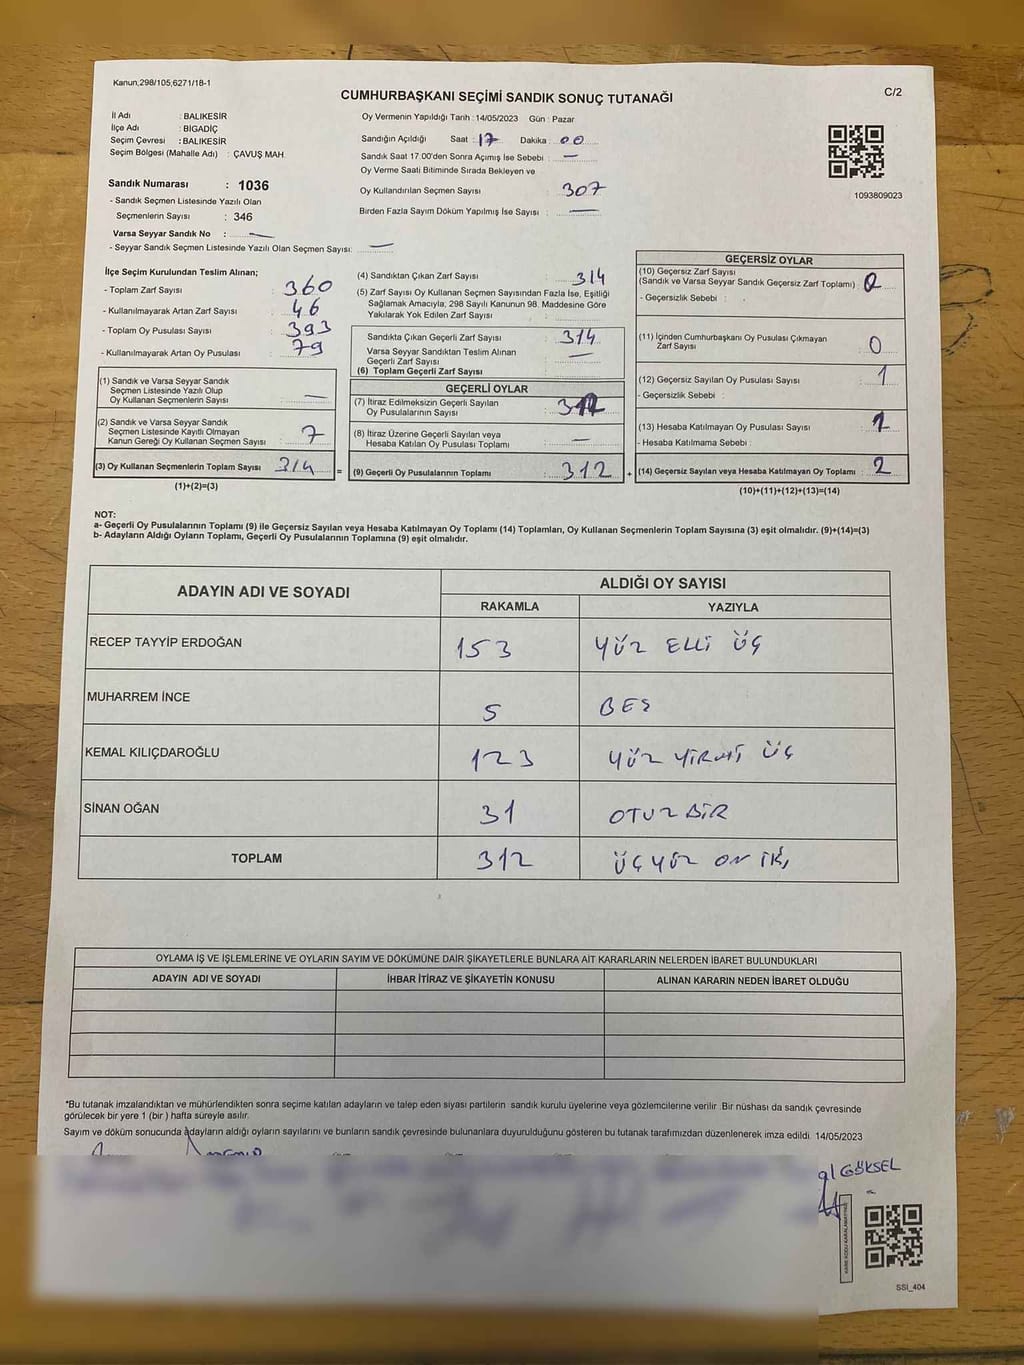 Kanun;298/105;6271/18-1
CUMHURBAŞKANI SEÇİMİ SANDIK SONUÇ TUTANAĞI
C/2
İl Adı : BALIKESİR
İlçe Adı : BİGADİÇ
Seçim Çevresi : BALIKESİR
Seçim Bölgesi (Mahalle Adı) : ÇAVUŞ MAH.
Sandık Numarası : 1036
- Sandık Seçmen Listesinde Yazılı Olan
Seçmenlerin Sayısı : 346
Varsa Seyyar Sandık No : —
- Seyyar Sandık Seçmen Listesinde Yazılı Olan Seçmen Sayısı: —
Oy Vermenin Yapıldığı Tarih : 14/05/2023 Gün : Pazar
Sandığın Açıldığı Saat : 17 Dakika : 00
Sandık Saat 17:00'den Sonra Açımış İse Sebebi : —
Oy Verme Saati Bitiminde Sırada Bekleyen ve
Oy Kullandırılan Seçmen Sayısı : 307
Birden Fazla Sayım Döküm Yapılmış İse Sayısı : —
1093809023
İlçe Seçim Kurulundan Teslim Alınan;
- Toplam Zarf Sayısı : 360
- Kullanılmayarak Artan Zarf Sayısı : 46
- Toplam Oy Pusulası Sayısı : 393
- Kullanılmayarak Artan Oy Pusulası : 79
(1) Sandık ve Varsa Seyyar Sandık
Seçmen Listesinde Yazılı Olup
Oy Kullanan Seçmenlerin Sayısı : —
(2) Sandık ve Varsa Seyyar Sandık
Seçmen Listesinde Kayıtlı Olmayan
Kanun Gereği Oy Kullanan Seçmen Sayısı : 7
(3) Oy Kullanan Seçmenlerin Toplam Sayısı : 314
(1)+(2)=(3)
(4) Sandıktan Çıkan Zarf Sayısı : 314
(5) Zarf Sayısı Oy Kullanan Seçmen Sayısından Fazla İse, Eşitliği
Sağlamak Amacıyla; 298 Sayılı Kanunun 98. Maddesine Göre
Yakılarak Yok Edilen Zarf Sayısı :
Sandıkta Çıkan Geçerli Zarf Sayısı : 314
Varsa Seyyar Sandıktan Teslim Alınan
Geçerli Zarf Sayısı : —
(6) Toplam Geçerli Zarf Sayısı :
GEÇERLİ OYLAR
(7) İtiraz Edilmeksizin Geçerli Sayılan
Oy Pusulalarının Sayısı : 312
(8) İtiraz Üzerine Geçerli Sayılan veya
Hesaba Katılan Oy Pusulası Toplamı : —
= (9) Geçerli Oy Pusulalarının Toplamı : 312 +
GEÇERSİZ OYLAR
(10) Geçersiz Zarf Sayısı
(Sandık ve Varsa Seyyar Sandık Geçersiz Zarf Toplamı) : 0
- Geçersizlik Sebebi :
(11) İçinden Cumhurbaşkanı Oy Pusulası Çıkmayan
Zarf Sayısı : 0
(12) Geçersiz Sayılan Oy Pusulası Sayısı : 1
- Geçersizlik Sebebi :
(13) Hesaba Katılmayan Oy Pusulası Sayısı : 1
- Hesaba Katılmama Sebebi :
(14) Geçersiz Sayılan veya Hesaba Katılmayan Oy Toplamı : 2
(10)+(11)+(12)+(13)=(14)
NOT:
a- Geçerli Oy Pusulalarının Toplamı (9) ile Geçersiz Sayılan veya Hesaba Katılmayan Oy Toplamı (14) Toplamları, Oy Kullanan Seçmenlerin Toplam Sayısına (3) eşit olmalıdır. (9)+(14)=(3)
b- Adayların Aldığı Oyların Toplamı, Geçerli Oy Pusulalarının Toplamına (9) eşit olmalıdır.
ADAYIN ADI VE SOYADI ALDIĞI OY SAYISI
RAKAMLA YAZIYLA
RECEP TAYYİP ERDOĞAN 153 YÜZ ELLİ ÜÇ
MUHARREM İNCE 5 BEŞ
KEMAL KILIÇDAROĞLU 123 YÜZ YİRMİ ÜÇ
SİNAN OĞAN 31 OTUZ BİR
TOPLAM 312 ÜÇ YÜZ ON İKİ
OYLAMA İŞ VE İŞLEMLERİNE VE OYLARIN SAYIM VE DÖKÜMÜNE DAİR ŞİKAYETLERLE BUNLARA AİT KARARLARIN NELERDEN İBARET BULUNDUKLARI
ADAYIN ADI VE SOYADI İHBAR İTİRAZ VE ŞİKAYETİN KONUSU ALINAN KARARIN NEDEN İBARET OLDUĞU
*Bu tutanak imzalandıktan ve mühürlendikten sonra seçime katılan adayların ve talep eden siyasi partilerin sandık kurulu üyelerine veya gözlemcilerine verilir. Bir nüshası da sandık çevresinde
görülecek bir yere 1 (bir) hafta süreyle asılır.
Sayım ve döküm sonucunda adayların aldığı oyların sayılarını ve bunların sandık çevresinde bulunanlara duyurulduğunu gösteren bu tutanak tarafımızdan düzenlenerek imza edildi. 14/05/2023
GÖKSEL
SSI_404